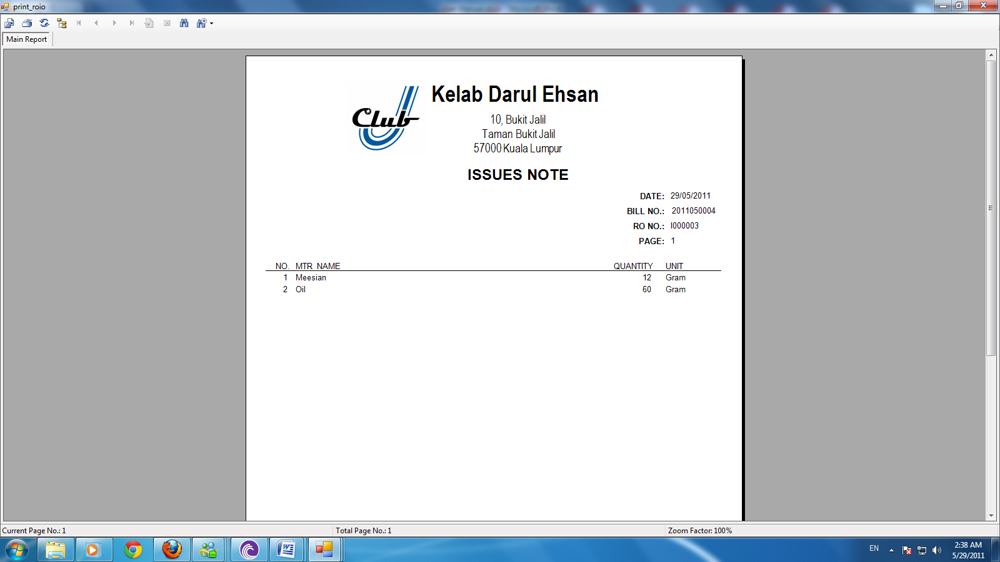 print_roio
Main Report
Club
Kelab Darul Ehsan
10, Bukit Jalil
Taman Bukit Jalil
57000 Kuala Lumpur
ISSUES NOTE
DATE: 29/05/2011
BILL NO.: 2011050004
RO NO.: I000003
PAGE: 1
NO. MTR NAME QUANTITY UNIT
1 Meesian 12 Gram
2 Oil 60 Gram
Current Page No.: 1 Total Page No.: 1 Zoom Factor: 100%
EN 2:38 AM
5/29/2011